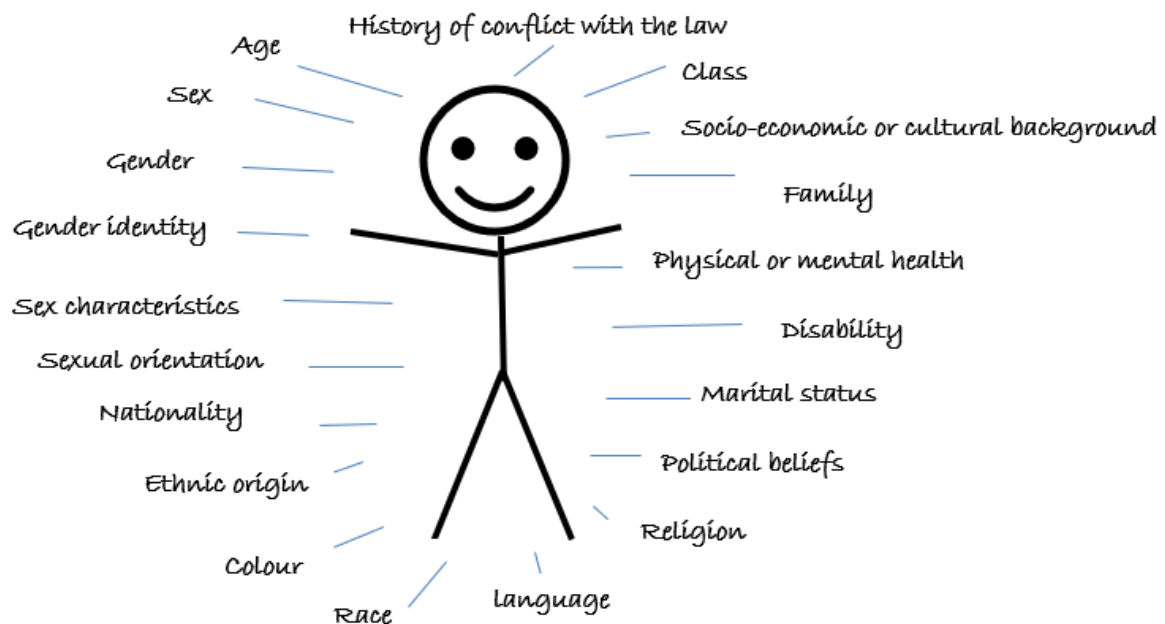 History of conflict with the law
Age
Class
Sex
Socio-economic or cultural background
Gender
Family
Gender identity
Physical or mental health
Sex characteristics
Disability
Sexual orientation
Marital status
Nationality
Political beliefs
Ethnic origin
Religion
Colour
language
Race